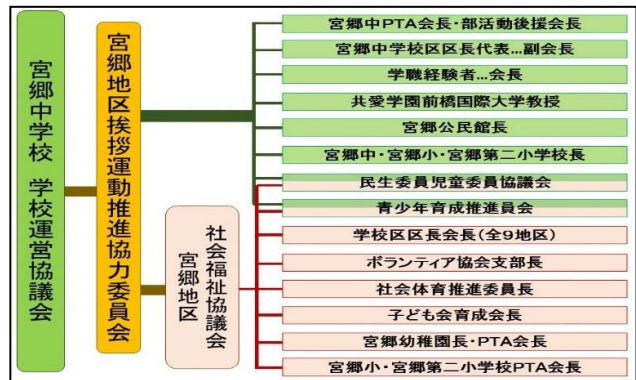 宮郷中学校 学校運営協議会
宮郷地区挨拶運動推進協力委員会
社会福祉協議会
宮郷地区
宮郷中PTA会長・部活動後援会長
宮郷中学校区区長代表…副会長
学職経験者…会長
共愛学園前橋国際大学教授
宮郷公民館長
宮郷中・宮郷小・宮郷第二小学校長
民生委員児童委員協議会
青少年育成推進員会
学校区区長会長(全9地区)
ボランティア協会支部長
社会体育推進委員長
子ども会育成会長
宮郷幼稚園長・PTA会長
宮郷小・宮郷第二小学校PTA会長